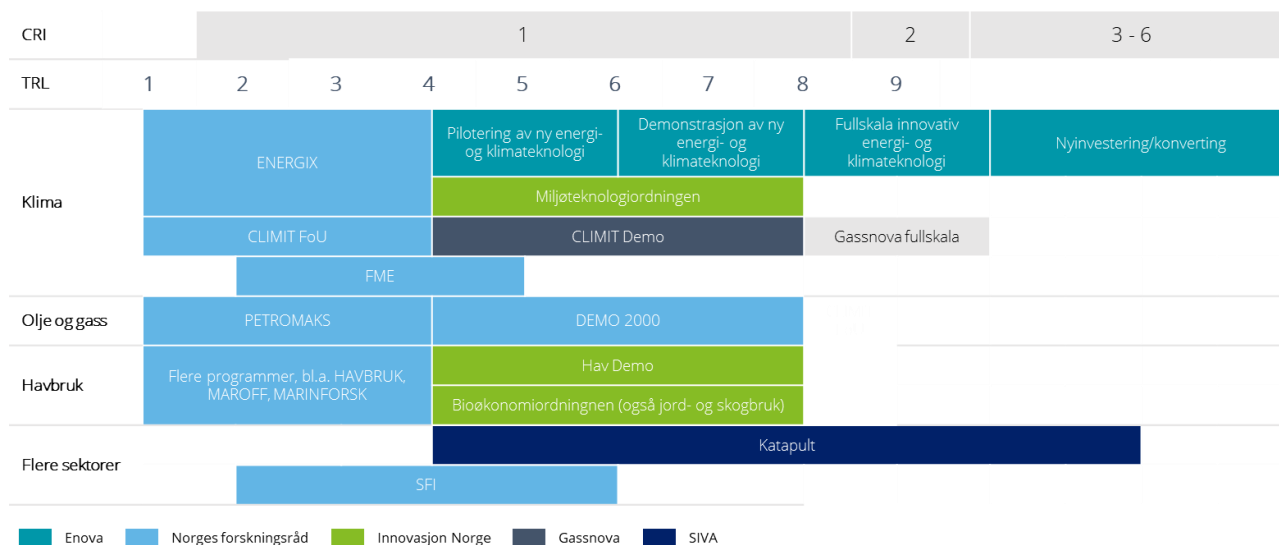 CRI
1
2
3 - 6
TRL
1 2 3 4 5 6 7 8 9
Klima
ENERGIX
Pilotering av ny energi-
og klimateknologi
Demonstrasjon av ny
energi- og
klimateknologi
Fullskala innovativ
energi- og
klimateknologi
Nyinvestering/konverting
Miljøteknologiordningen
CLIMIT FoU
CLIMIT Demo
Gassnova fullskala
FME
Olje og gass
PETROMAKS
DEMO 2000
Havbruk
Flere programmer, bl.a. HAVBRUK,
MAROFF, MARINFORSK
Hav Demo
Bioøkonomiordningnen (også jord- og skogbruk)
Flere sektorer
Katapult
SFI
Enova
Norges forskningsråd
Innovasjon Norge
Gassnova
SIVA